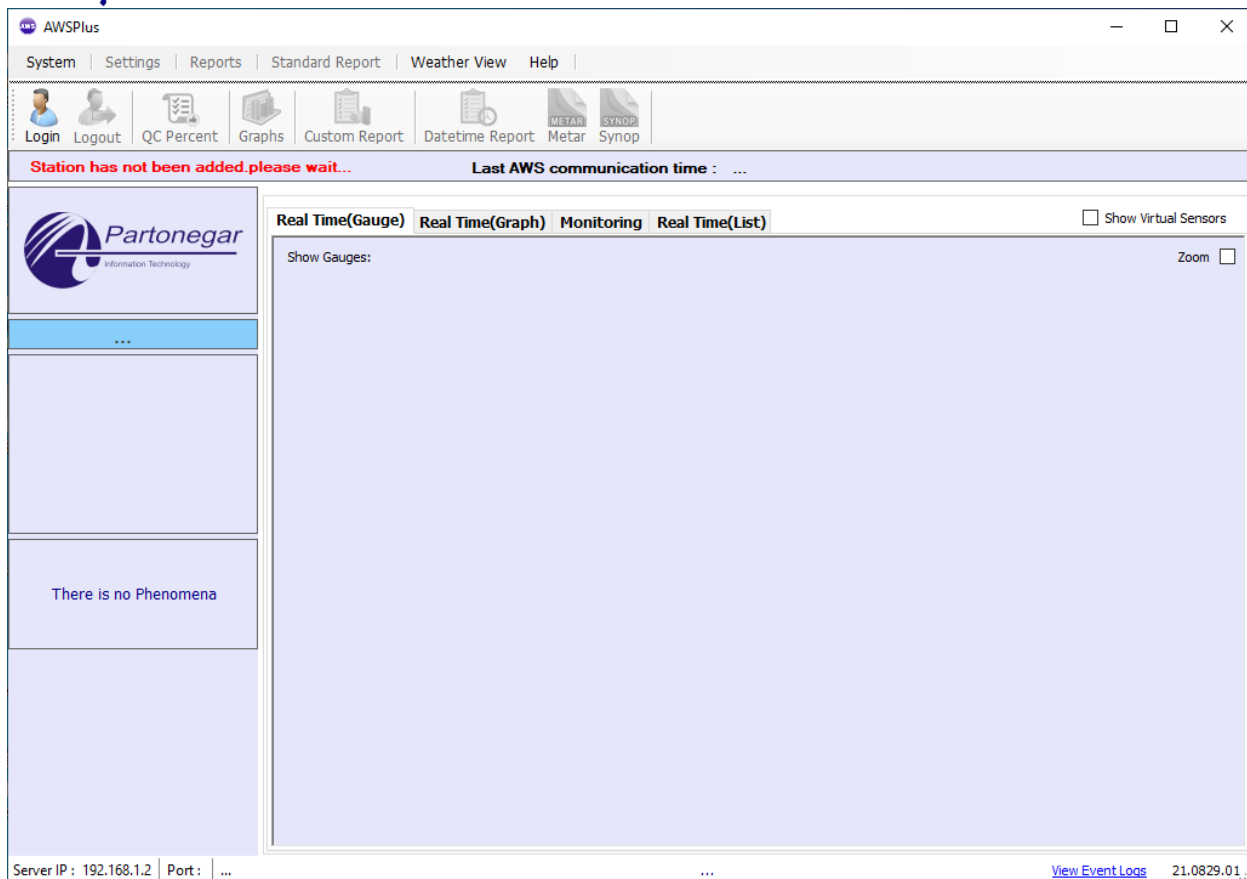 AWSPlus
System Settings Reports Standard Report Weather View Help
Login Logout QC Percent Graphs Custom Report Datetime Report METAR Metar SYNOP Synop
Station has not been added.please wait... Last AWS communication time : ...
Partonegar
Information Technology
...
There is no Phenomena
Real Time(Gauge) Real Time(Graph) Monitoring Real Time(List) Show Virtual Sensors
Show Gauges: Zoom
Server IP : 192.168.1.2 Port : ... ... View Event Logs 21.0829.01